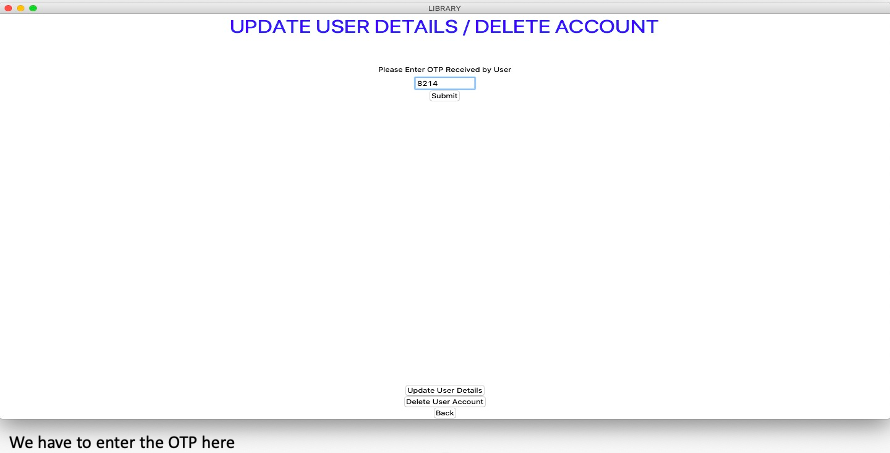 LIBRARY
UPDATE USER DETAILS / DELETE ACCOUNT
Please Enter OTP Received by User
8214
Submit
Update User Details
Delete User Account
Back
We have to enter the OTP here